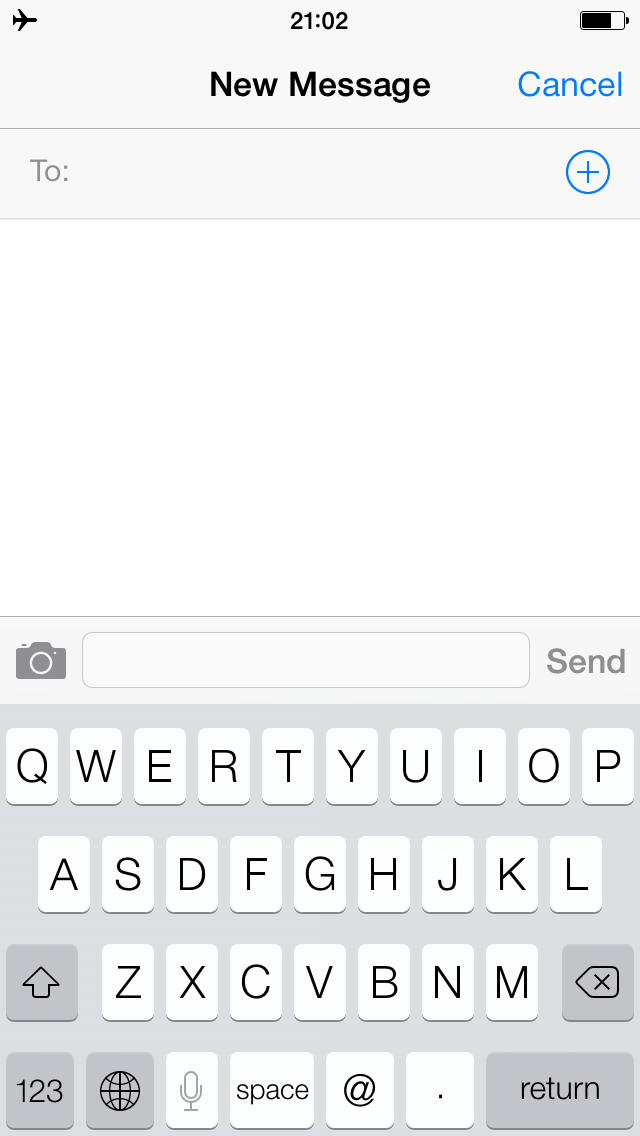 21:02
New Message Cancel
To:
Send
Q W E R T Y U I O P
A S D F G H J K L
Z X C V B N M
123 space @ . return